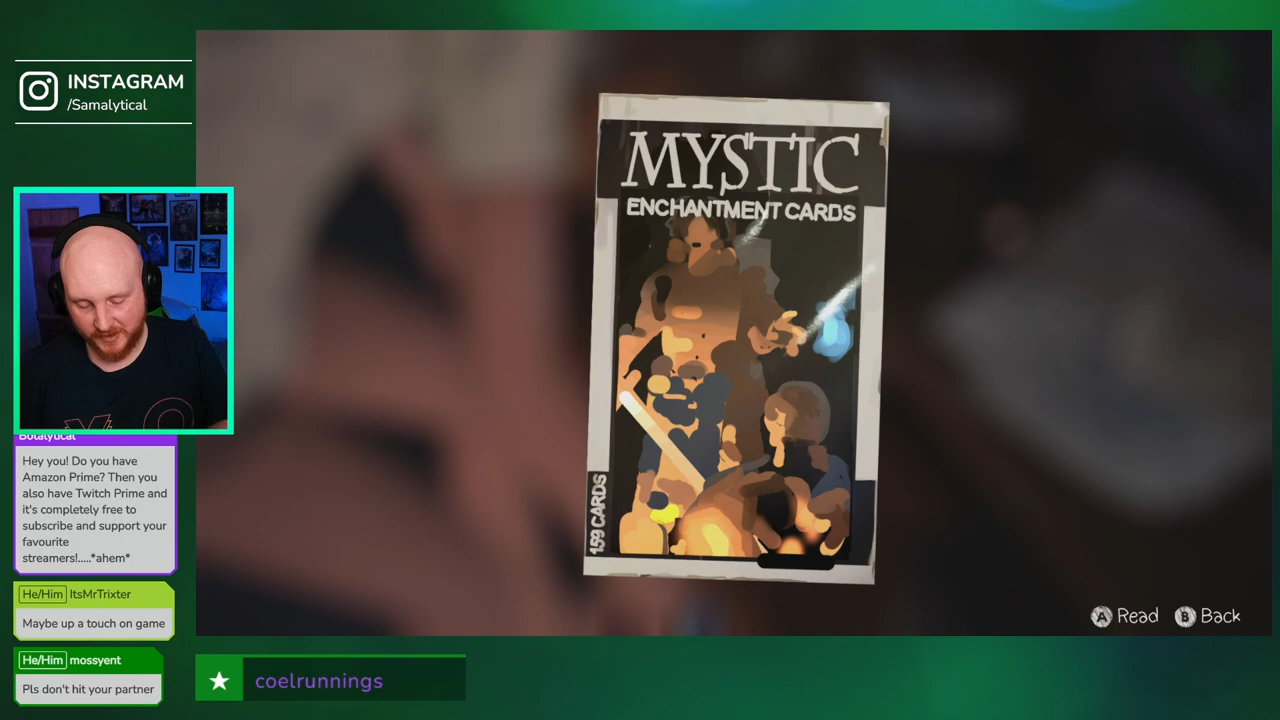 INSTAGRAM
/Samalytical
MYSTIC
ENCHANTMENT CARDS
159 CARDS
Botalytical
Hey you! Do you have
Amazon Prime? Then you
also have Twitch Prime and
it's completely free to
subscribe and support your
favourite
streamers!.....*ahem*
He/Him ItsMrTrixter
Maybe up a touch on game
He/Him mossyent
Pls don't hit your partner
coelrunnings
A Read B Back